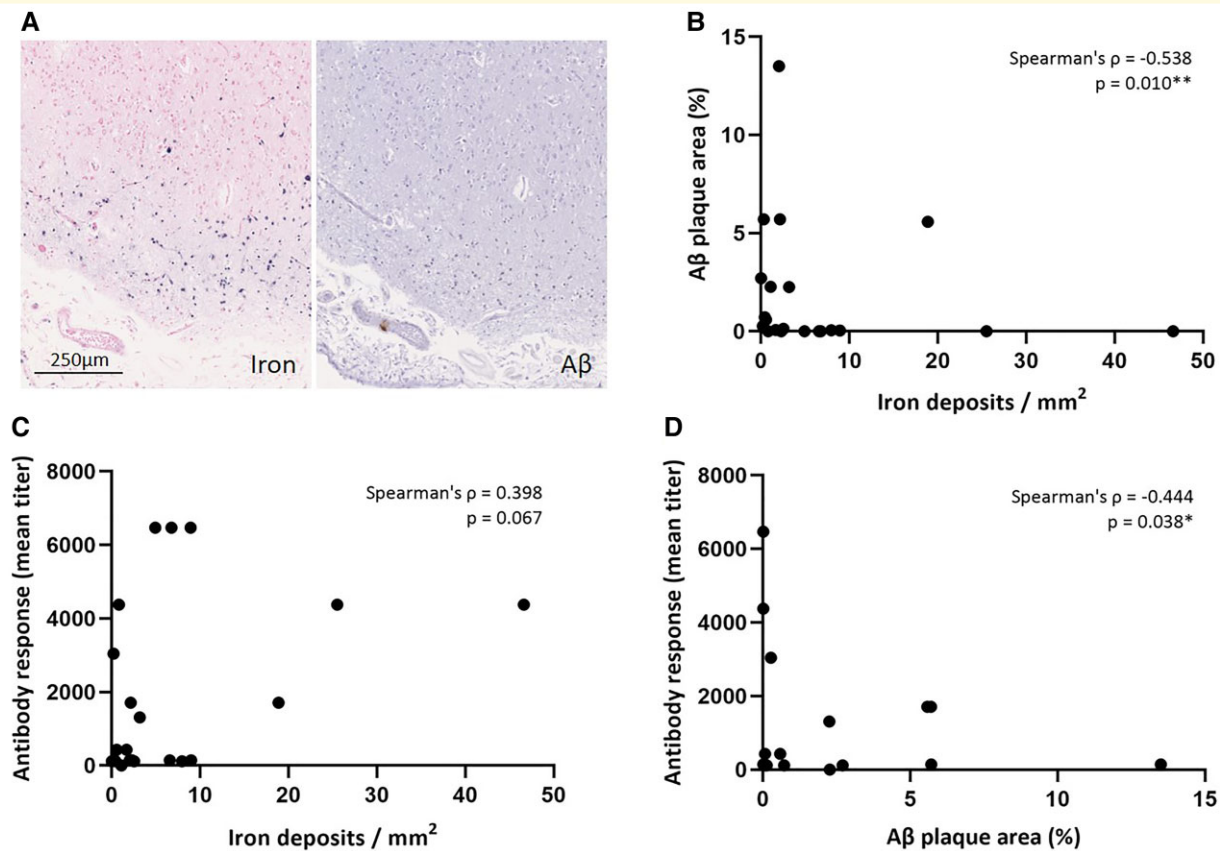 A
250µm
Iron
Aβ
B
Aβ plaque area (%)
15
10
5
0
Spearman's ρ = -0.538
p = 0.010**
0 10 20 30 40 50
Iron deposits / mm²
C
Antibody response (mean titer)
8000
6000
4000
2000
0
Spearman's ρ = 0.398
p = 0.067
0 10 20 30 40 50
Iron deposits / mm²
D
Antibody response (mean titer)
8000
6000
4000
2000
0
Spearman's ρ = -0.444
p = 0.038*
0 5 10 15
Aβ plaque area (%)